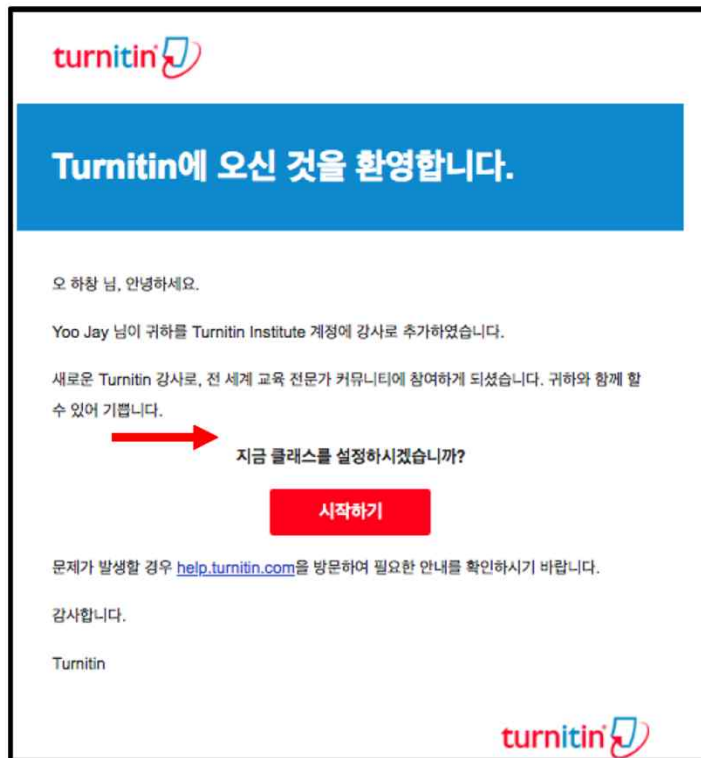 turnitin
Turnitin에 오신 것을 환영합니다.
오 하창 님, 안녕하세요.
Yoo Jay 님이 귀하를 Turnitin Institute 계정에 강사로 추가하였습니다.
새로운 Turnitin 강사로, 전 세계 교육 전문가 커뮤니티에 참여하게 되셨습니다. 귀하와 함께 할
수 있어 기쁩니다.
지금 클래스를 설정하시겠습니까?
시작하기
문제가 발생할 경우 help.turnitin.com을 방문하여 필요한 안내를 확인하시기 바랍니다.
감사합니다.
Turnitin
turnitin